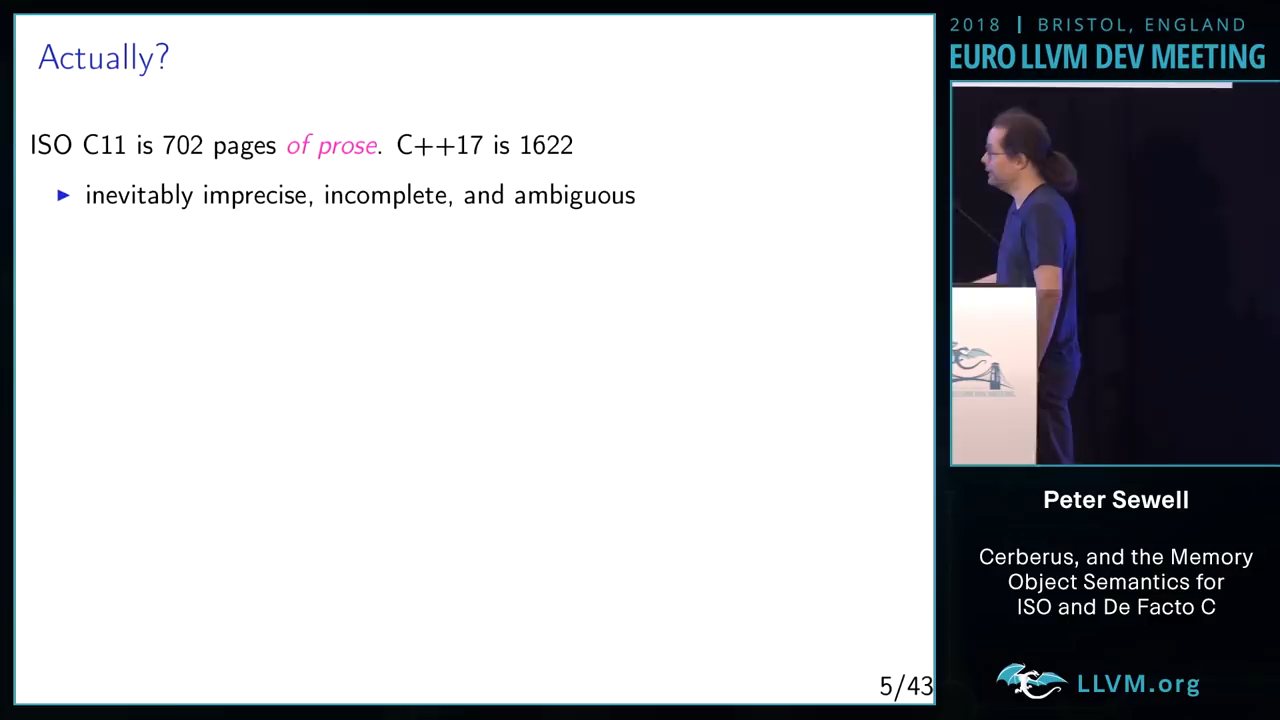 Actually?
ISO C11 is 702 pages of prose. C++17 is 1622
▶ inevitably imprecise, incomplete, and ambiguous
5/43
2018 | BRISTOL, ENGLAND
EURO LLVM DEV MEETING
Peter Sewell
Cerberus, and the Memory
Object Semantics for
ISO and De Facto C
LLVM.org